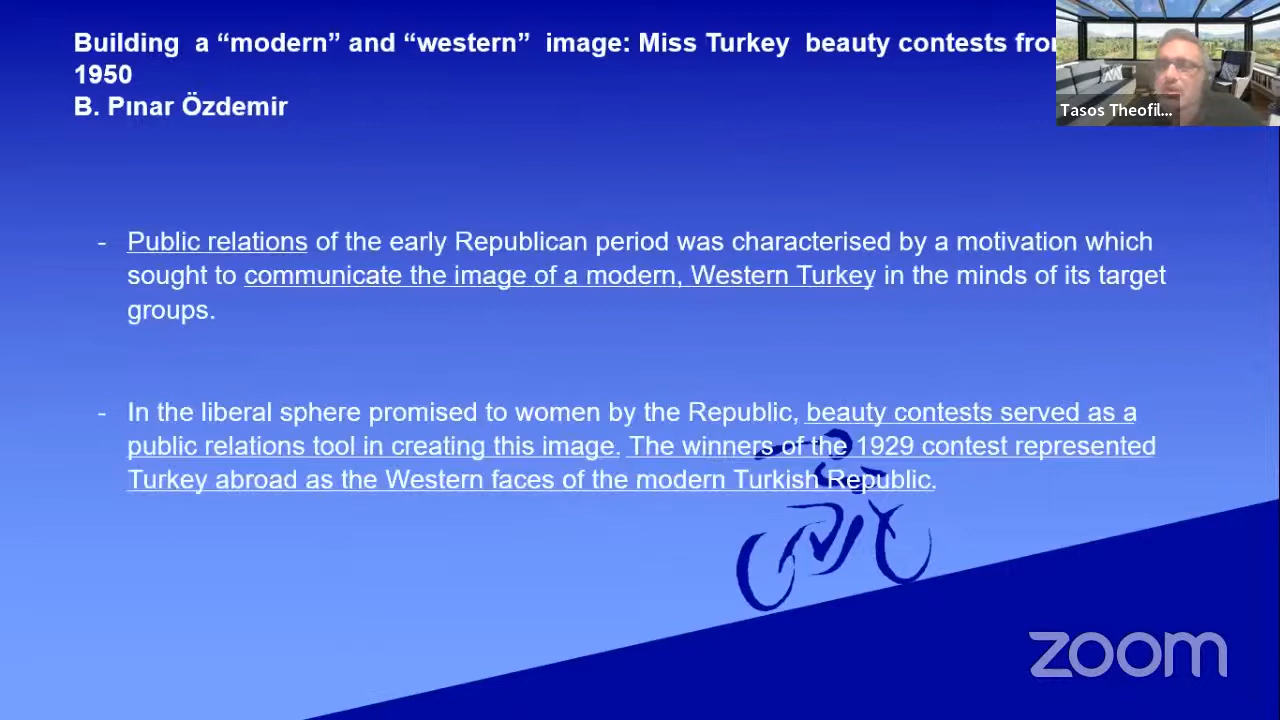 Building a “modern” and “western” image: Miss Turkey beauty contests
1950
B. Pınar Özdemir
Tasos Theofil...
- Public relations of the early Republican period was characterised by a motivation which
sought to communicate the image of a modern, Western Turkey in the minds of its target
groups.
- In the liberal sphere promised to women by the Republic, beauty contests served as a
public relations tool in creating this image. The winners of the 1929 contest represented
Turkey abroad as the Western faces of the modern Turkish Republic.
zoom